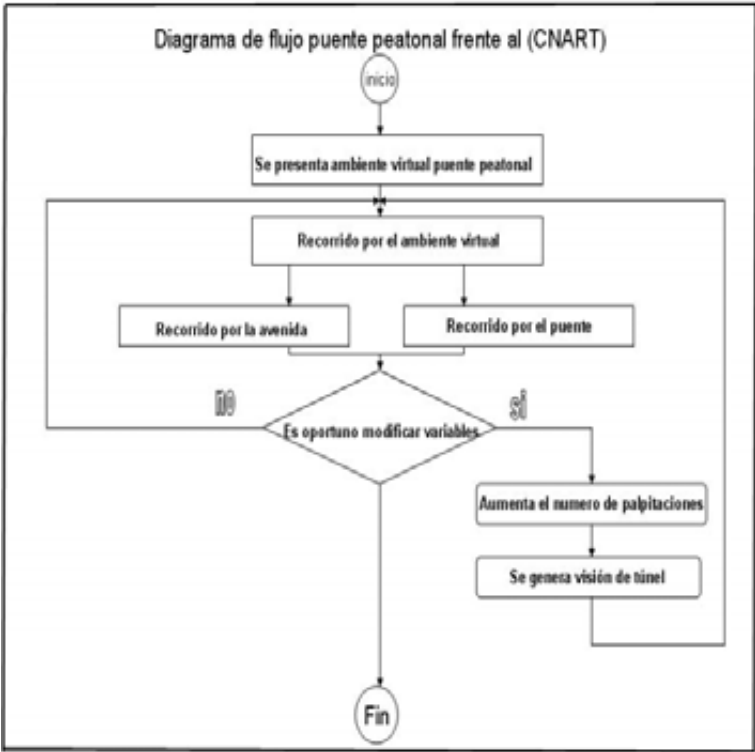 Diagrama de flujo puente peatonal frente al (CNART)
inicio
Se presenta ambiente virtual puente peatonal
Recorrido por el ambiente virtual
Recorrido por la avenida
Recorrido por el puente
no
si
Es oportuno modificar variables
Aumenta el numero de palpitaciones
Se genera visión de túnel
Fin